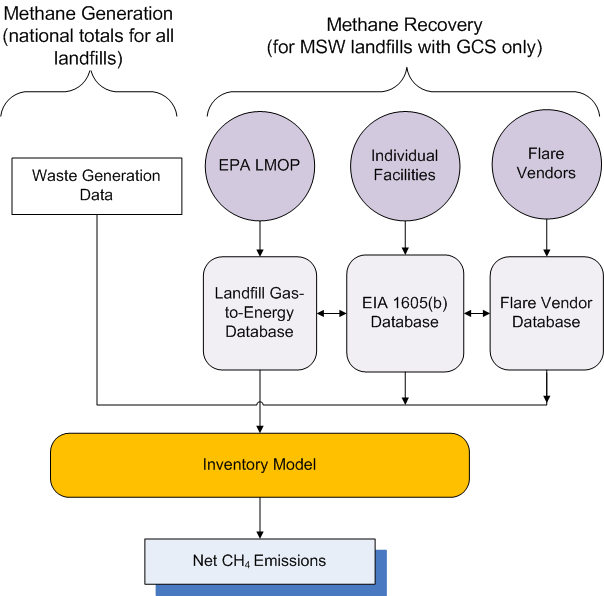 Methane Generation
(national totals for all
landfills)
Methane Recovery
(for MSW landfills with GCS only)
EPA LMOP
Individual
Facilities
Flare
Vendors
Waste Generation
Data
Landfill Gas-
to-Energy
Database
EIA 1605(b)
Database
Flare Vendor
Database
Inventory Model
Net CH₄ Emissions